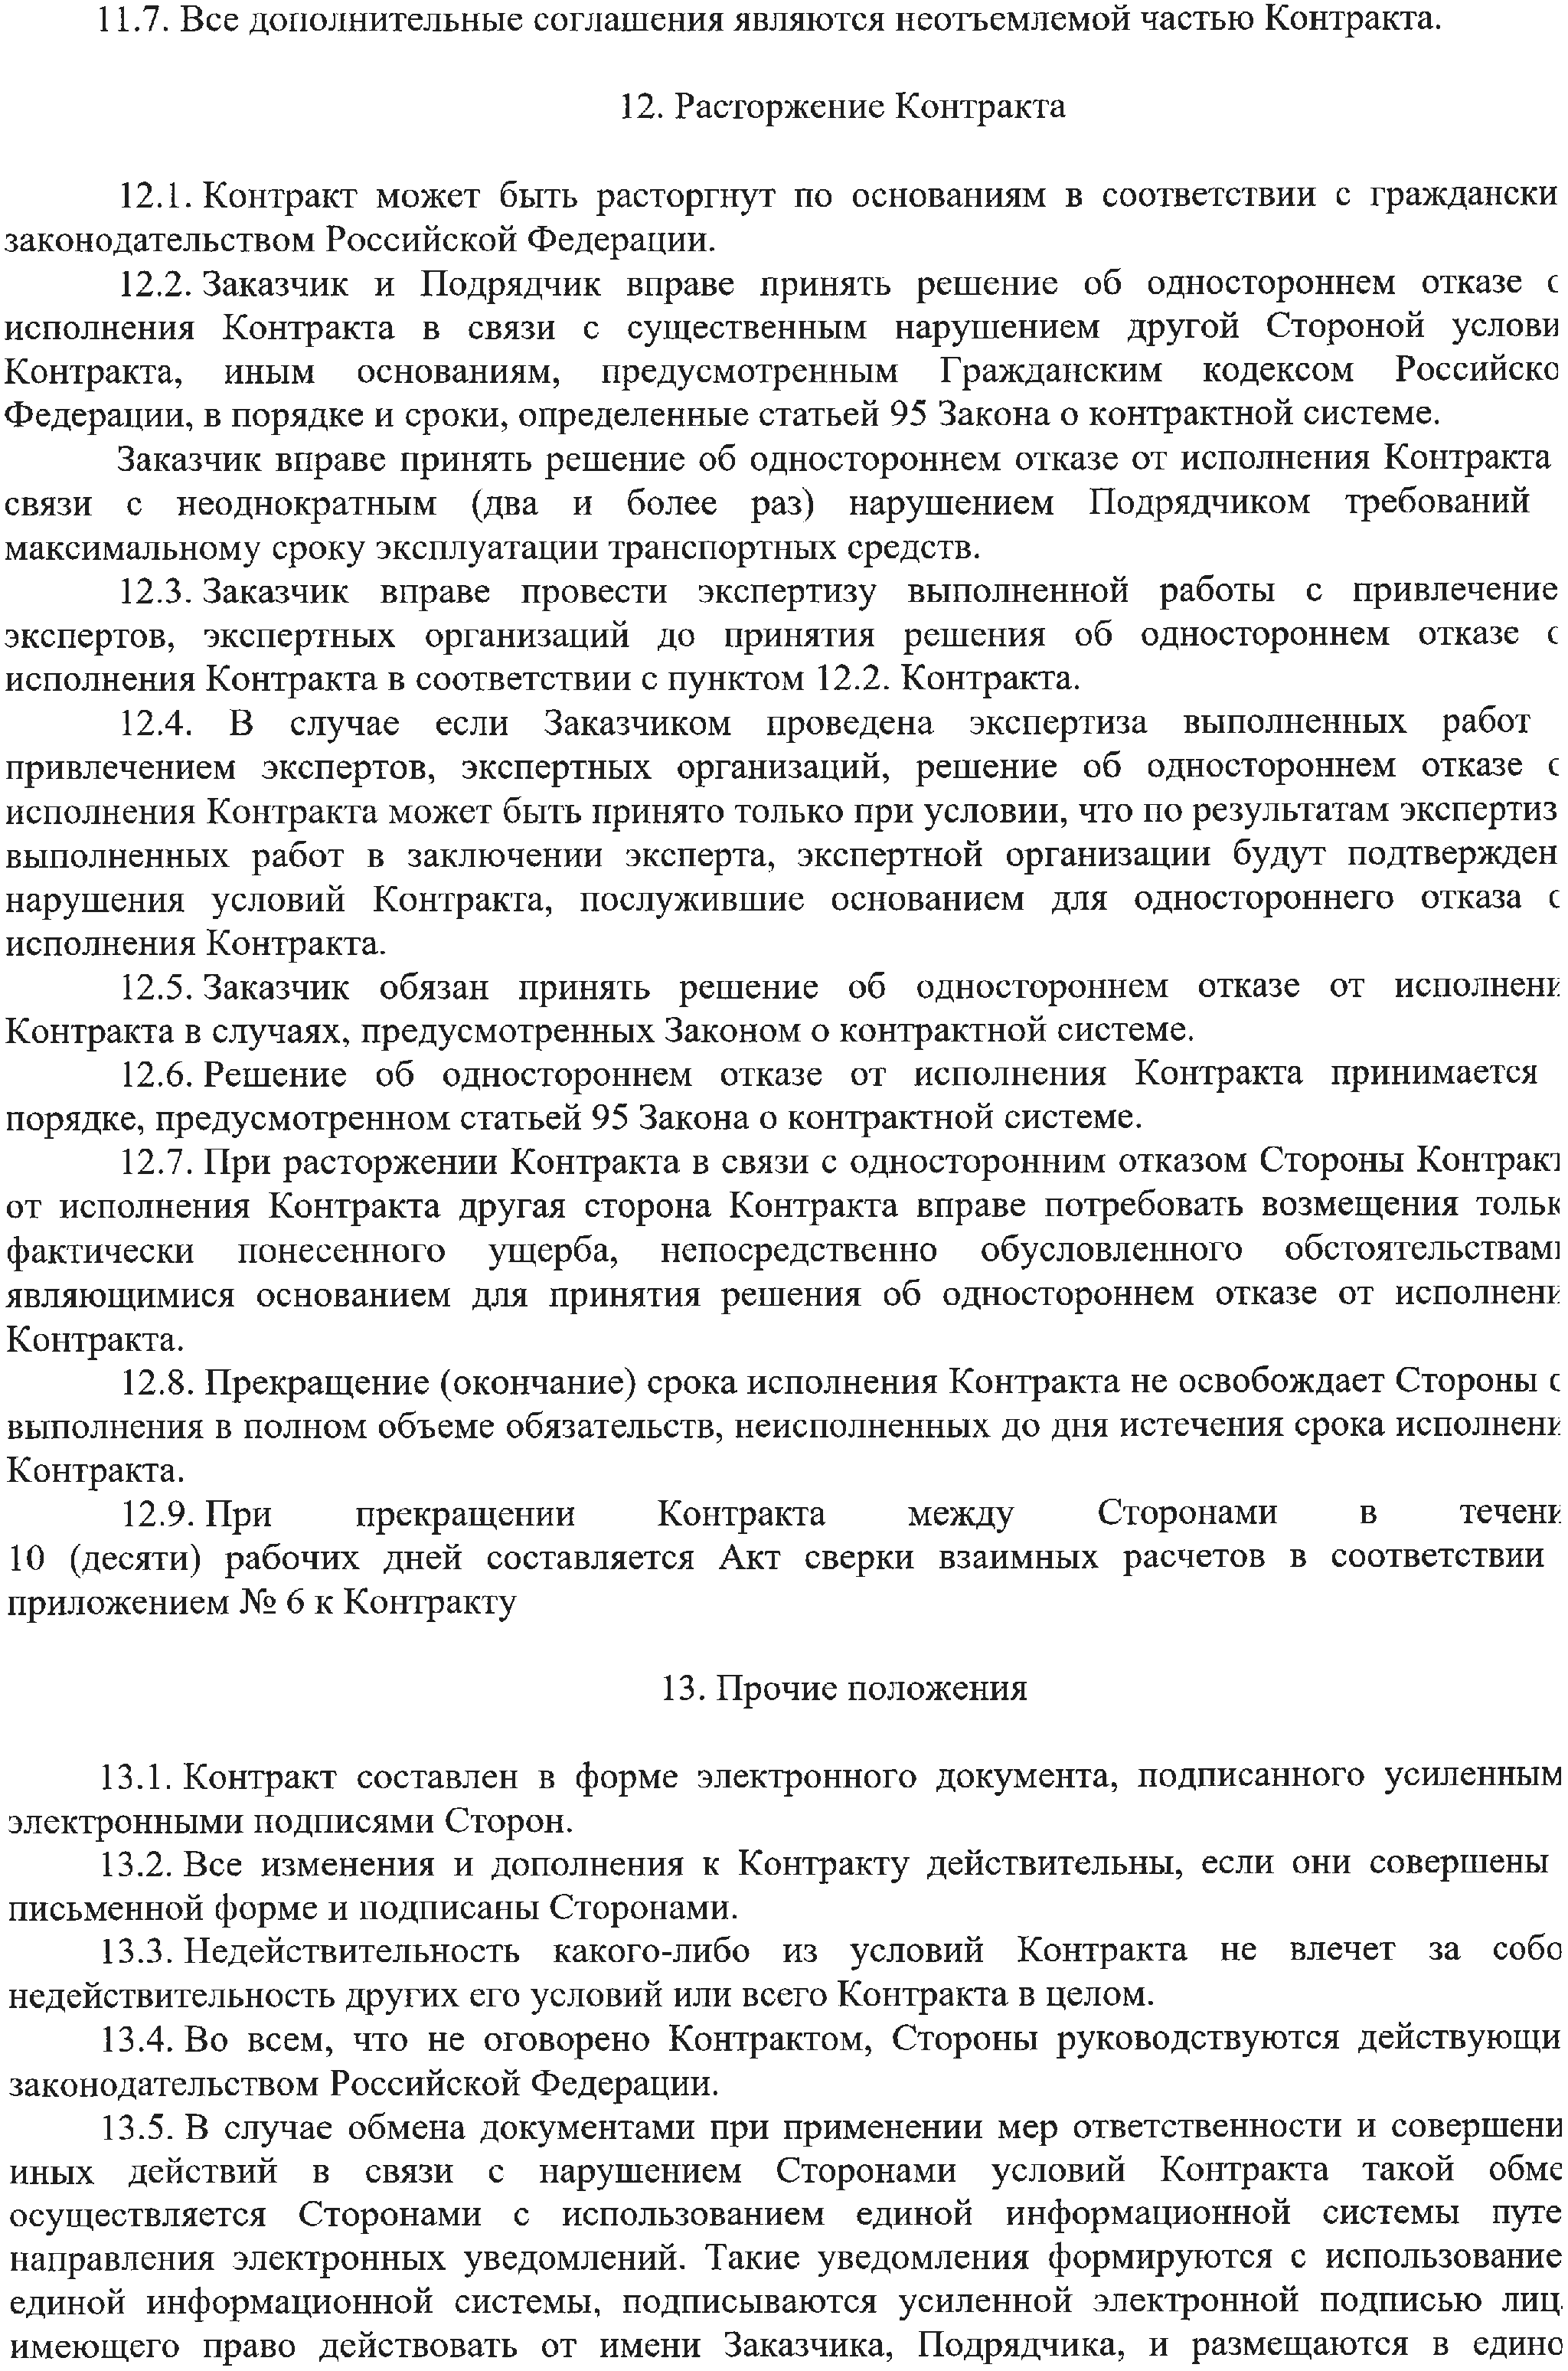 11.7. Все дополнительные соглашения являются неотъемлемой частью Контракта.
12. Расторжение Контракта
12.1. Контракт может быть расторгнут по основаниям в соответствии с граждански
законодательством Российской Федерации.
12.2. Заказчик и Подрядчик вправе принять решение об одностороннем отказе о
исполнения Контракта в связи с существенным нарушением другой Стороной услови
Контракта, иным основаниям, предусмотренным Гражданским кодексом Российско
Федерации, в порядке и сроки, определенные статьей 95 Закона о контрактной системе.
Заказчик вправе принять решение об одностороннем отказе от исполнения Контракта
связи с неоднократным (два и более раз) нарушением Подрядчиком требований
максимальному сроку эксплуатации транспортных средств.
12.3. Заказчик вправе провести экспертизу выполненной работы с привлечение
экспертов, экспертных организаций до принятия решения об одностороннем отказе о
исполнения Контракта в соответствии с пунктом 12.2. Контракта.
12.4. В случае если Заказчиком проведена экспертиза выполненных работ
привлечением экспертов, экспертных организаций, решение об одностороннем отказе о
исполнения Контракта может быть принято только при условии, что по результатам экспертиз
выполненных работ в заключении эксперта, экспертной организации будут подтвержден
нарушения условий Контракта, послужившие основанием для одностороннего отказа о
исполнения Контракта.
12.5. Заказчик обязан принять решение об одностороннем отказе от исполнени
Контракта в случаях, предусмотренных Законом о контрактной системе.
12.6. Решение об одностороннем отказе от исполнения Контракта принимается
порядке, предусмотренном статьей 95 Закона о контрактной системе.
12.7. При расторжении Контракта в связи с односторонним отказом Стороны Контракт
от исполнения Контракта другая сторона Контракта вправе потребовать возмещения тольк
фактически понесенного ущерба, непосредственно обусловленного обстоятельствами
являющимися основанием для принятия решения об одностороннем отказе от исполнени
Контракта.
12.8. Прекращение (окончание) срока исполнения Контракта не освобождает Стороны о
выполнения в полном объеме обязательств, неисполненных до дня истечения срока исполнени
Контракта.
12.9. При прекращении Контракта между Сторонами в течени
10 (десяти) рабочих дней составляется Акт сверки взаимных расчетов в соответствии
приложением № 6 к Контракту
13. Прочие положения
13.1. Контракт составлен в форме электронного документа, подписанного усиленным
электронными подписями Сторон.
13.2. Все изменения и дополнения к Контракту действительны, если они совершены
письменной форме и подписаны Сторонами.
13.3. Недействительность какого-либо из условий Контракта не влечет за собо
недействительность других его условий или всего Контракта в целом.
13.4. Во всем, что не оговорено Контрактом, Стороны руководствуются действующи
законодательством Российской Федерации.
13.5. В случае обмена документами при применении мер ответственности и совершени
иных действий в связи с нарушением Сторонами условий Контракта такой обме
осуществляется Сторонами с использованием единой информационной системы путе
направления электронных уведомлений. Такие уведомления формируются с использование
единой информационной системы, подписываются усиленной электронной подписью лиц
имеющего право действовать от имени Заказчика, Подрядчика, и размещаются в едино